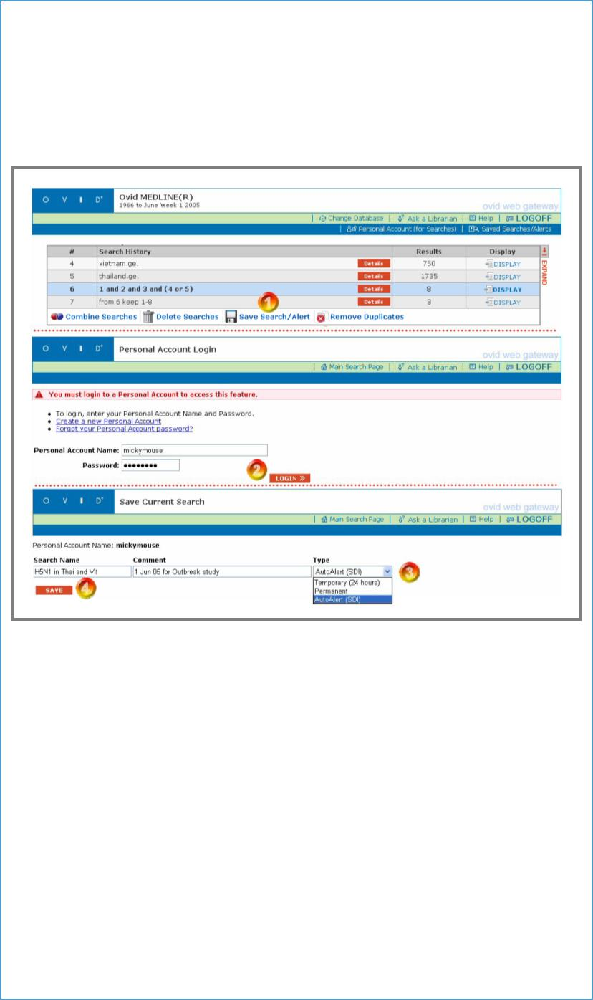 O V I D®
Ovid MEDLINE(R)
1966 to June Week 1 2005
ovid web gateway
| Change Database | Ask a Librarian | Help | LOGOFF
| Personal Account (for Searches) | Saved Searches/Alerts
# Search History Results Display
4 vietnam.ge. Details 750 DISPLAY
5 thailand.ge. Details 1735 DISPLAY
6 1 and 2 and 3 and (4 or 5) Details 8 DISPLAY
7 from 6 keep 1-8 Details 8 DISPLAY
EXPAND
1
Combine Searches Delete Searches Save Search/Alert Remove Duplicates
O V I D®
Personal Account Login
ovid web gateway
| Main Search Page | Ask a Librarian | Help | LOGOFF
You must login to a Personal Account to access this feature.
• To login, enter your Personal Account Name and Password.
• Create a new Personal Account
• Forgot your Personal Account password?
Personal Account Name: mickymouse
Password: ●●●●●●●●
2
LOGIN »
O V I D®
Save Current Search
ovid web gateway
| Main Search Page | Ask a Librarian | Help | LOGOFF
Personal Account Name: mickymouse
Search Name Comment Type
H5N1 in Thai and Vit 1 Jun 05 for Outbreak study AutoAlert (SDI) 3
Temporary (24 hours)
Permanent
AutoAlert (SDI)
SAVE 4